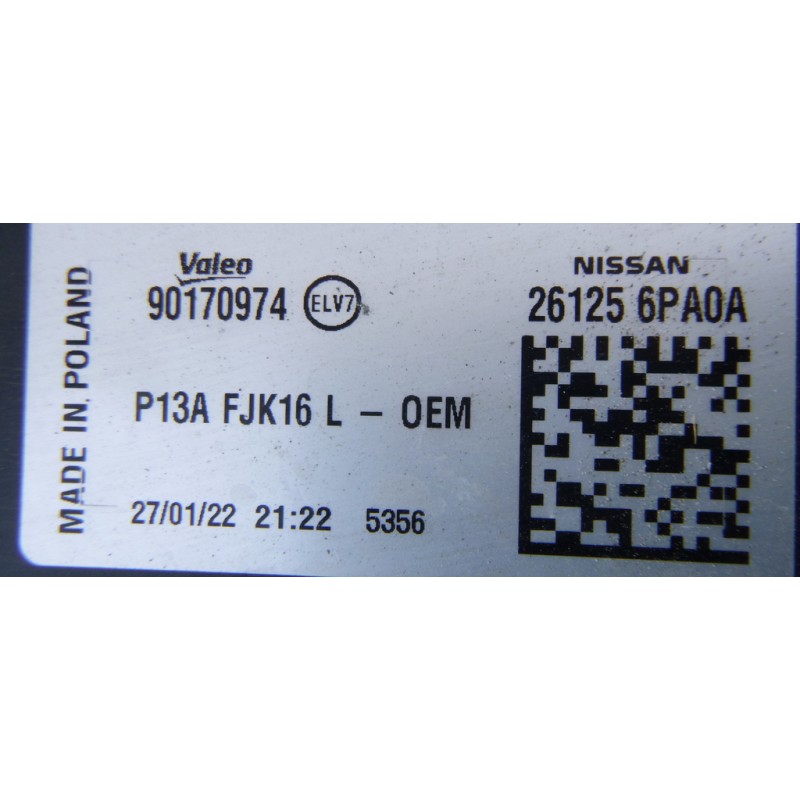 Valeo
90170974 ELV7
NISSAN
26125 6PA0A
MADE IN POLAND
P13A FJK16 L - OEM
27/01/22 21:22 5356